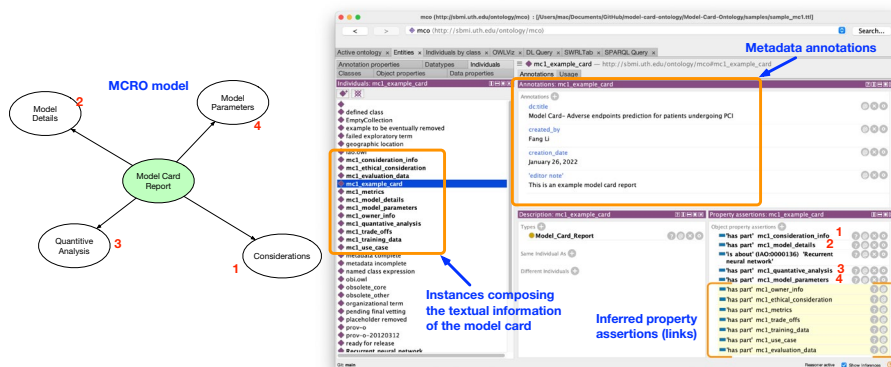 MCRO model
Model
Details
2
Model
Parameters
4
Model Card
Report
Quantitive
Analysis
3
Considerations
1
mco (http://sbmi.uth.edu/ontology/mco) : [/Users/mac/Documents/GitHub/model-card-ontology/Model-Card-Ontology/samples/sample_mc1.ttl]
< > mco (http://sbmi.uth.edu/ontology/mco) Search...
Active ontology × Entities × Individuals by class × OWLViz × DL Query × SWRLTab × SPARQL Query ×
Metadata annotations
Annotation properties Datatypes Individuals
Classes Object properties Data properties
Individuals: mc1_example_card
defined class
EmptyCollection
example to be eventually removed
failed exploratory term
geographic location
iao.owl
mc1_consideration_info
mc1_ethical_consideration
mc1_evaluation_data
mc1_example_card
mc1_metrics
mc1_model_details
mc1_model_parameters
mc1_owner_info
mc1_quantative_analysis
mc1_trade_offs
mc1_training_data
mc1_use_case
metadata complete
metadata incomplete
named class expression
obi.owl
obsolete_core
obsolete_other
organizational term
pending final vetting
placeholder removed
prov-o
prov-o-20120312
ready for release
Recurrent neural network
mc1_example_card — http://sbmi.uth.edu/ontology/mco#mc1_example_card
Annotations Usage
Annotations: mc1_example_card
Annotations
dc:title
Model Card- Adverse endpoints prediction for patients undergoing PCI
created_by
Fang Li
creation_date
January 26, 2022
'editor note'
This is an example model card report
Description: mc1_example_card
Types
Model_Card_Report
Same Individual As
Different Individuals
Instances composing
the textual information
of the model card
Inferred property
assertions (links)
Property assertions: mc1_example_card
Object property assertions
'has part' mc1_consideration_info 1
'has part' mc1_model_details 2
'is about' (IAO:0000136) 'Recurrent
neural network'
'has part' mc1_quantative_analysis 3
'has part' mc1_model_parameters 4
'has part' mc1_owner_info
'has part' mc1_ethical_consideration
'has part' mc1_metrics
'has part' mc1_trade_offs
'has part' mc1_training_data
'has part' mc1_use_case
'has part' mc1_evaluation_data
Git: main
Reasoner active Show Inferences